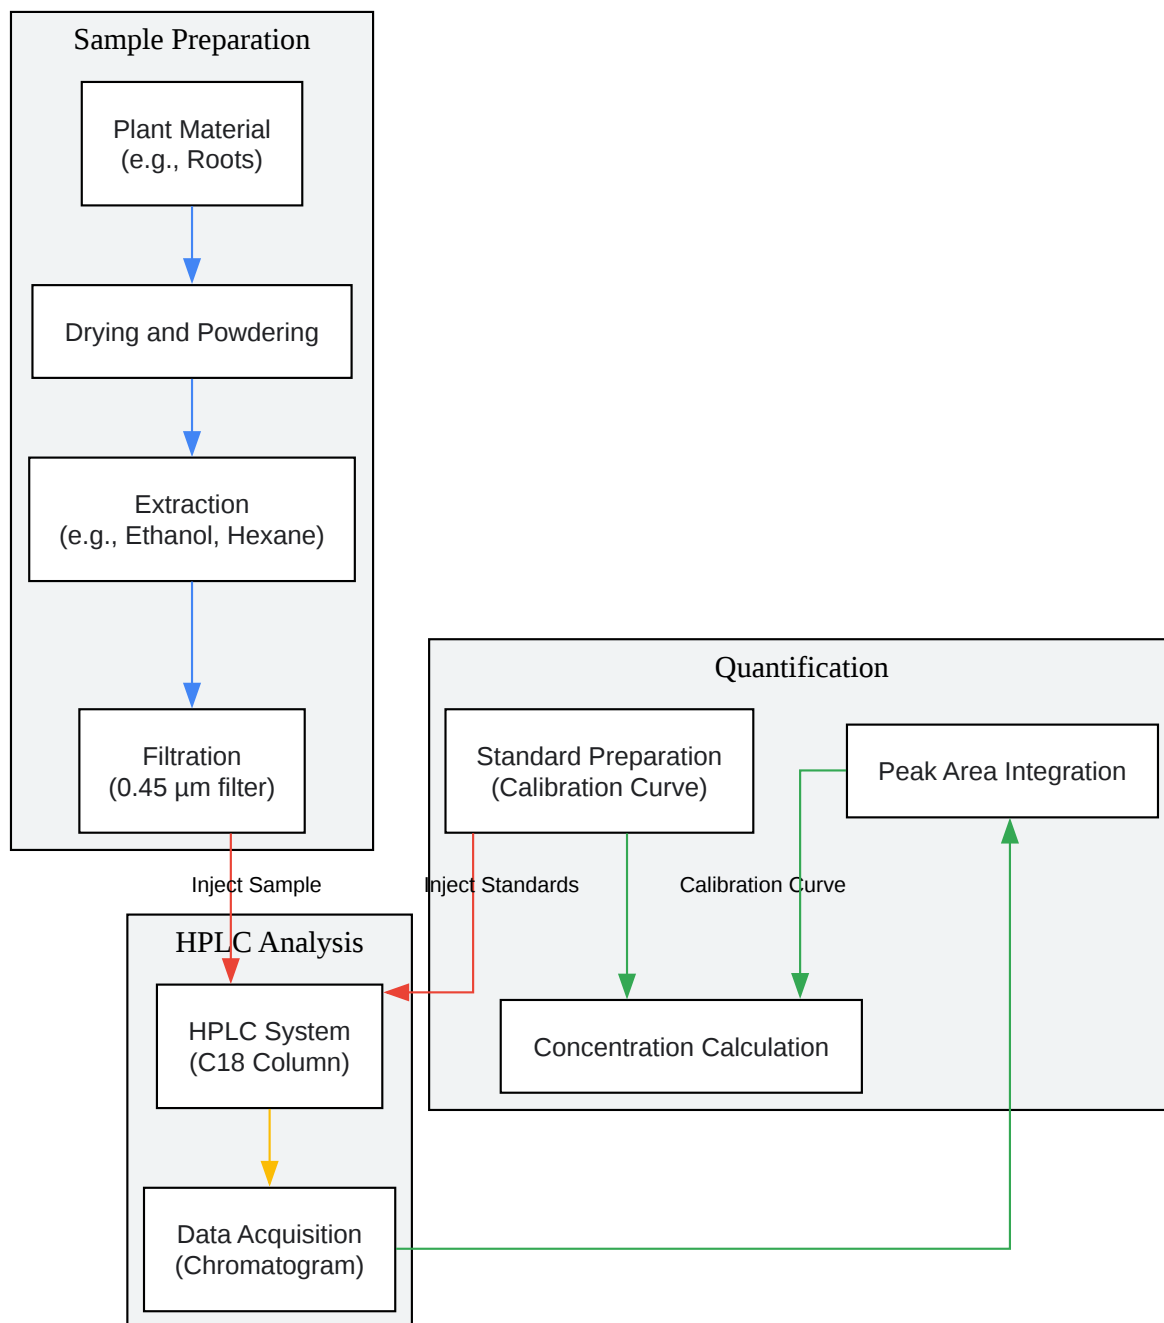 Sample Preparation
Plant Material
(e.g., Roots)
Drying and Powdering
Extraction
(e.g., Ethanol, Hexane)
Filtration
(0.45 µm filter)
Quantification
Standard Preparation
(Calibration Curve)
Peak Area Integration
Inject Sample
Inject Standards
Calibration Curve
HPLC Analysis
HPLC System
(C18 Column)
Concentration Calculation
Data Acquisition
(Chromatogram)